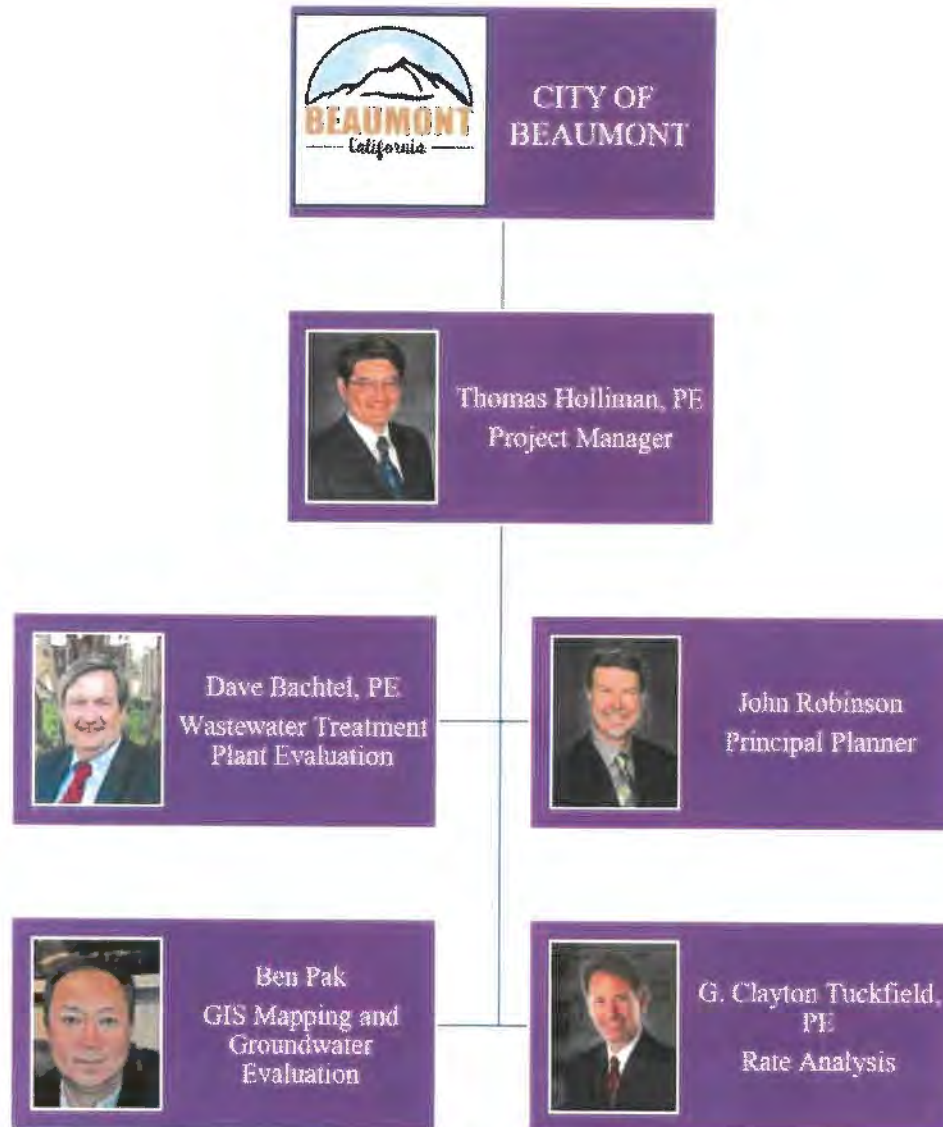 BEAUMONT
California
CITY OF
BEAUMONT
Thomas Holliman, PE
Project Manager
Dave Bachtel, PE
Wastewater Treatment
Plant Evaluation
John Robinson
Principal Planner
Ben Pak
GIS Mapping and
Groundwater
Evaluation
G. Clayton Tuckfield,
PE
Rate Analysis